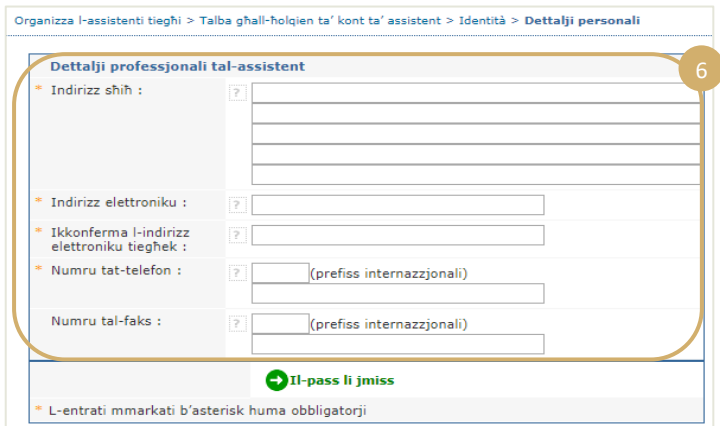 Organizza l-assistenti tiegħi > Talba għall-ħolqien ta' kont ta' assistent > Identità > Dettalji personali
Dettalji professjonali tal-assistent
6
* Indirizz sħiħ : ?
* Indirizz elettroniku : ?
* Ikkonferma l-indirizz ?
elettroniku tiegħek :
* Numru tat-telefon : ? (prefiss internazzjonali)
Numru tal-faks : ? (prefiss internazzjonali)
Il-pass li jmiss
* L-entrati mmarkati b'asterisk huma obbligatorji